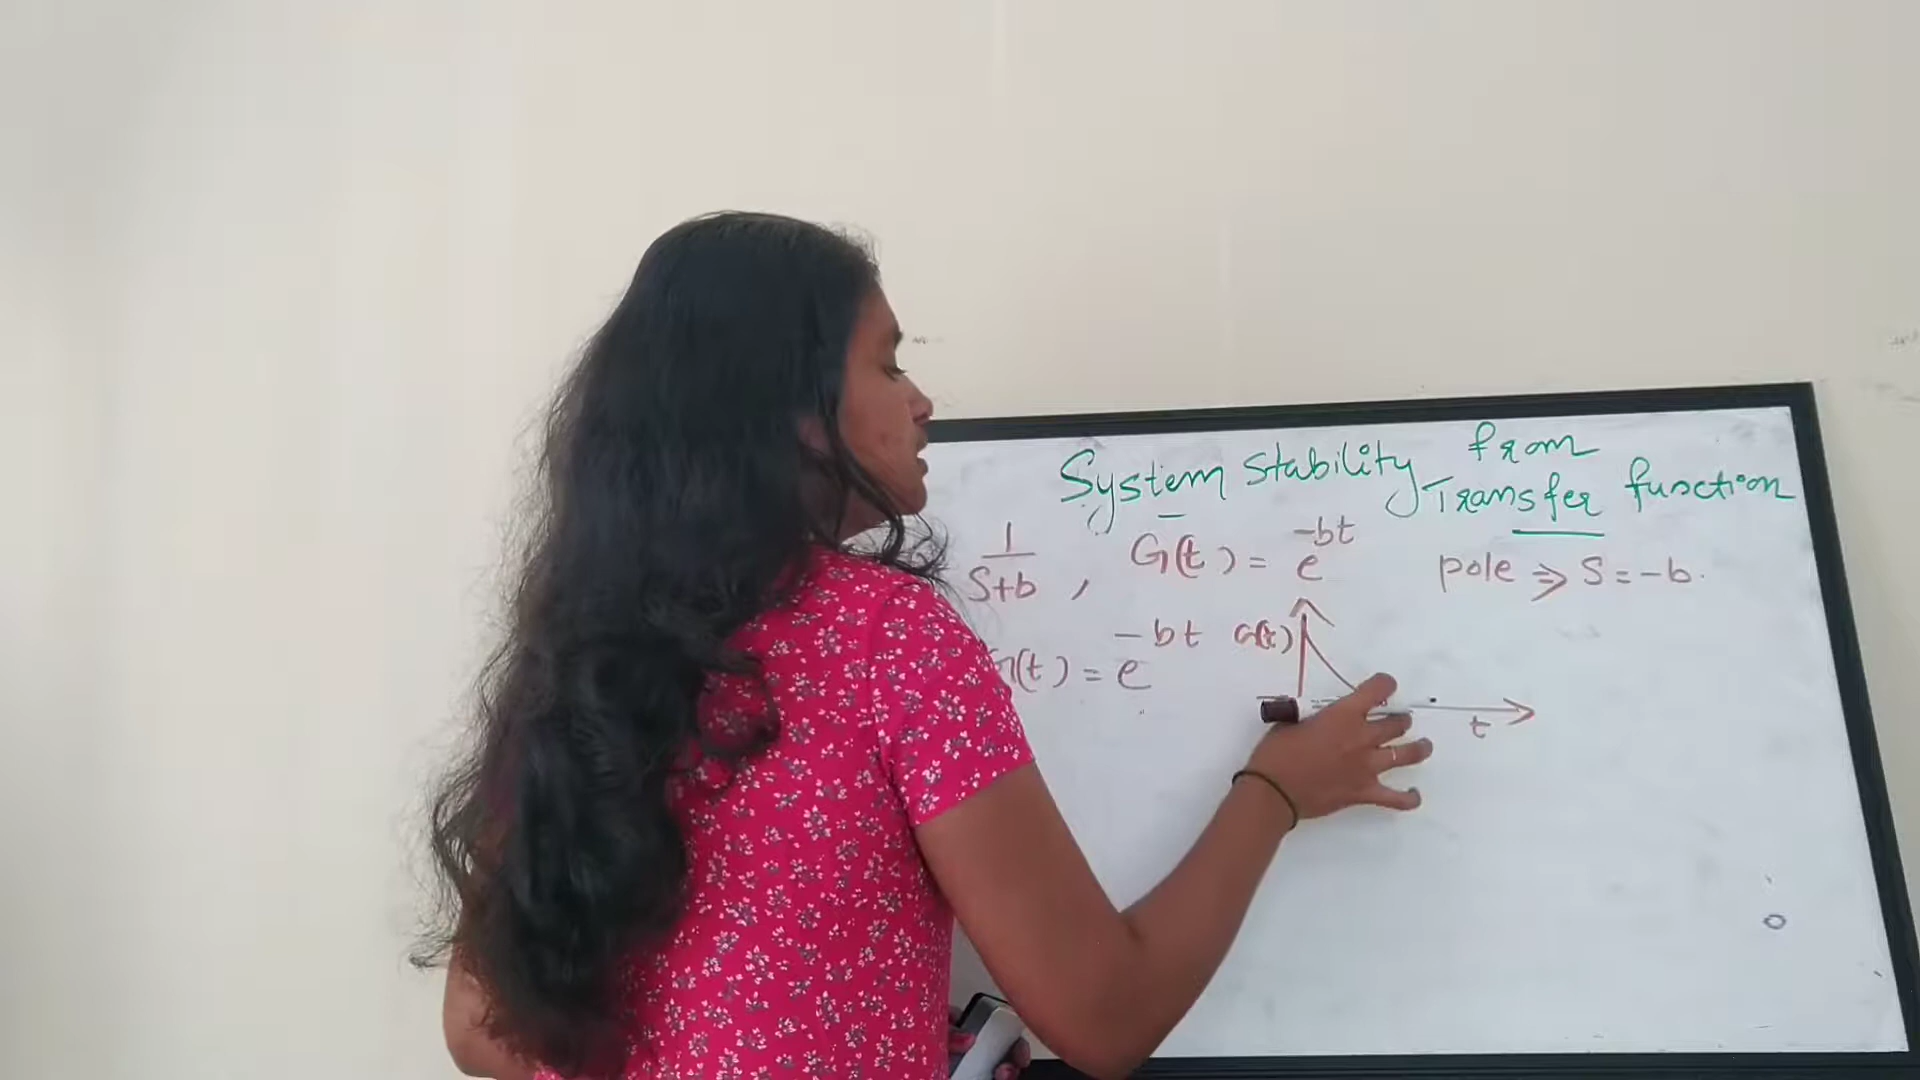 System Stability from
Transfer function
1
S+b , G(t) = e^-bt pole ⇒ S = -b.
G(t) = e^-bt G(t)
t